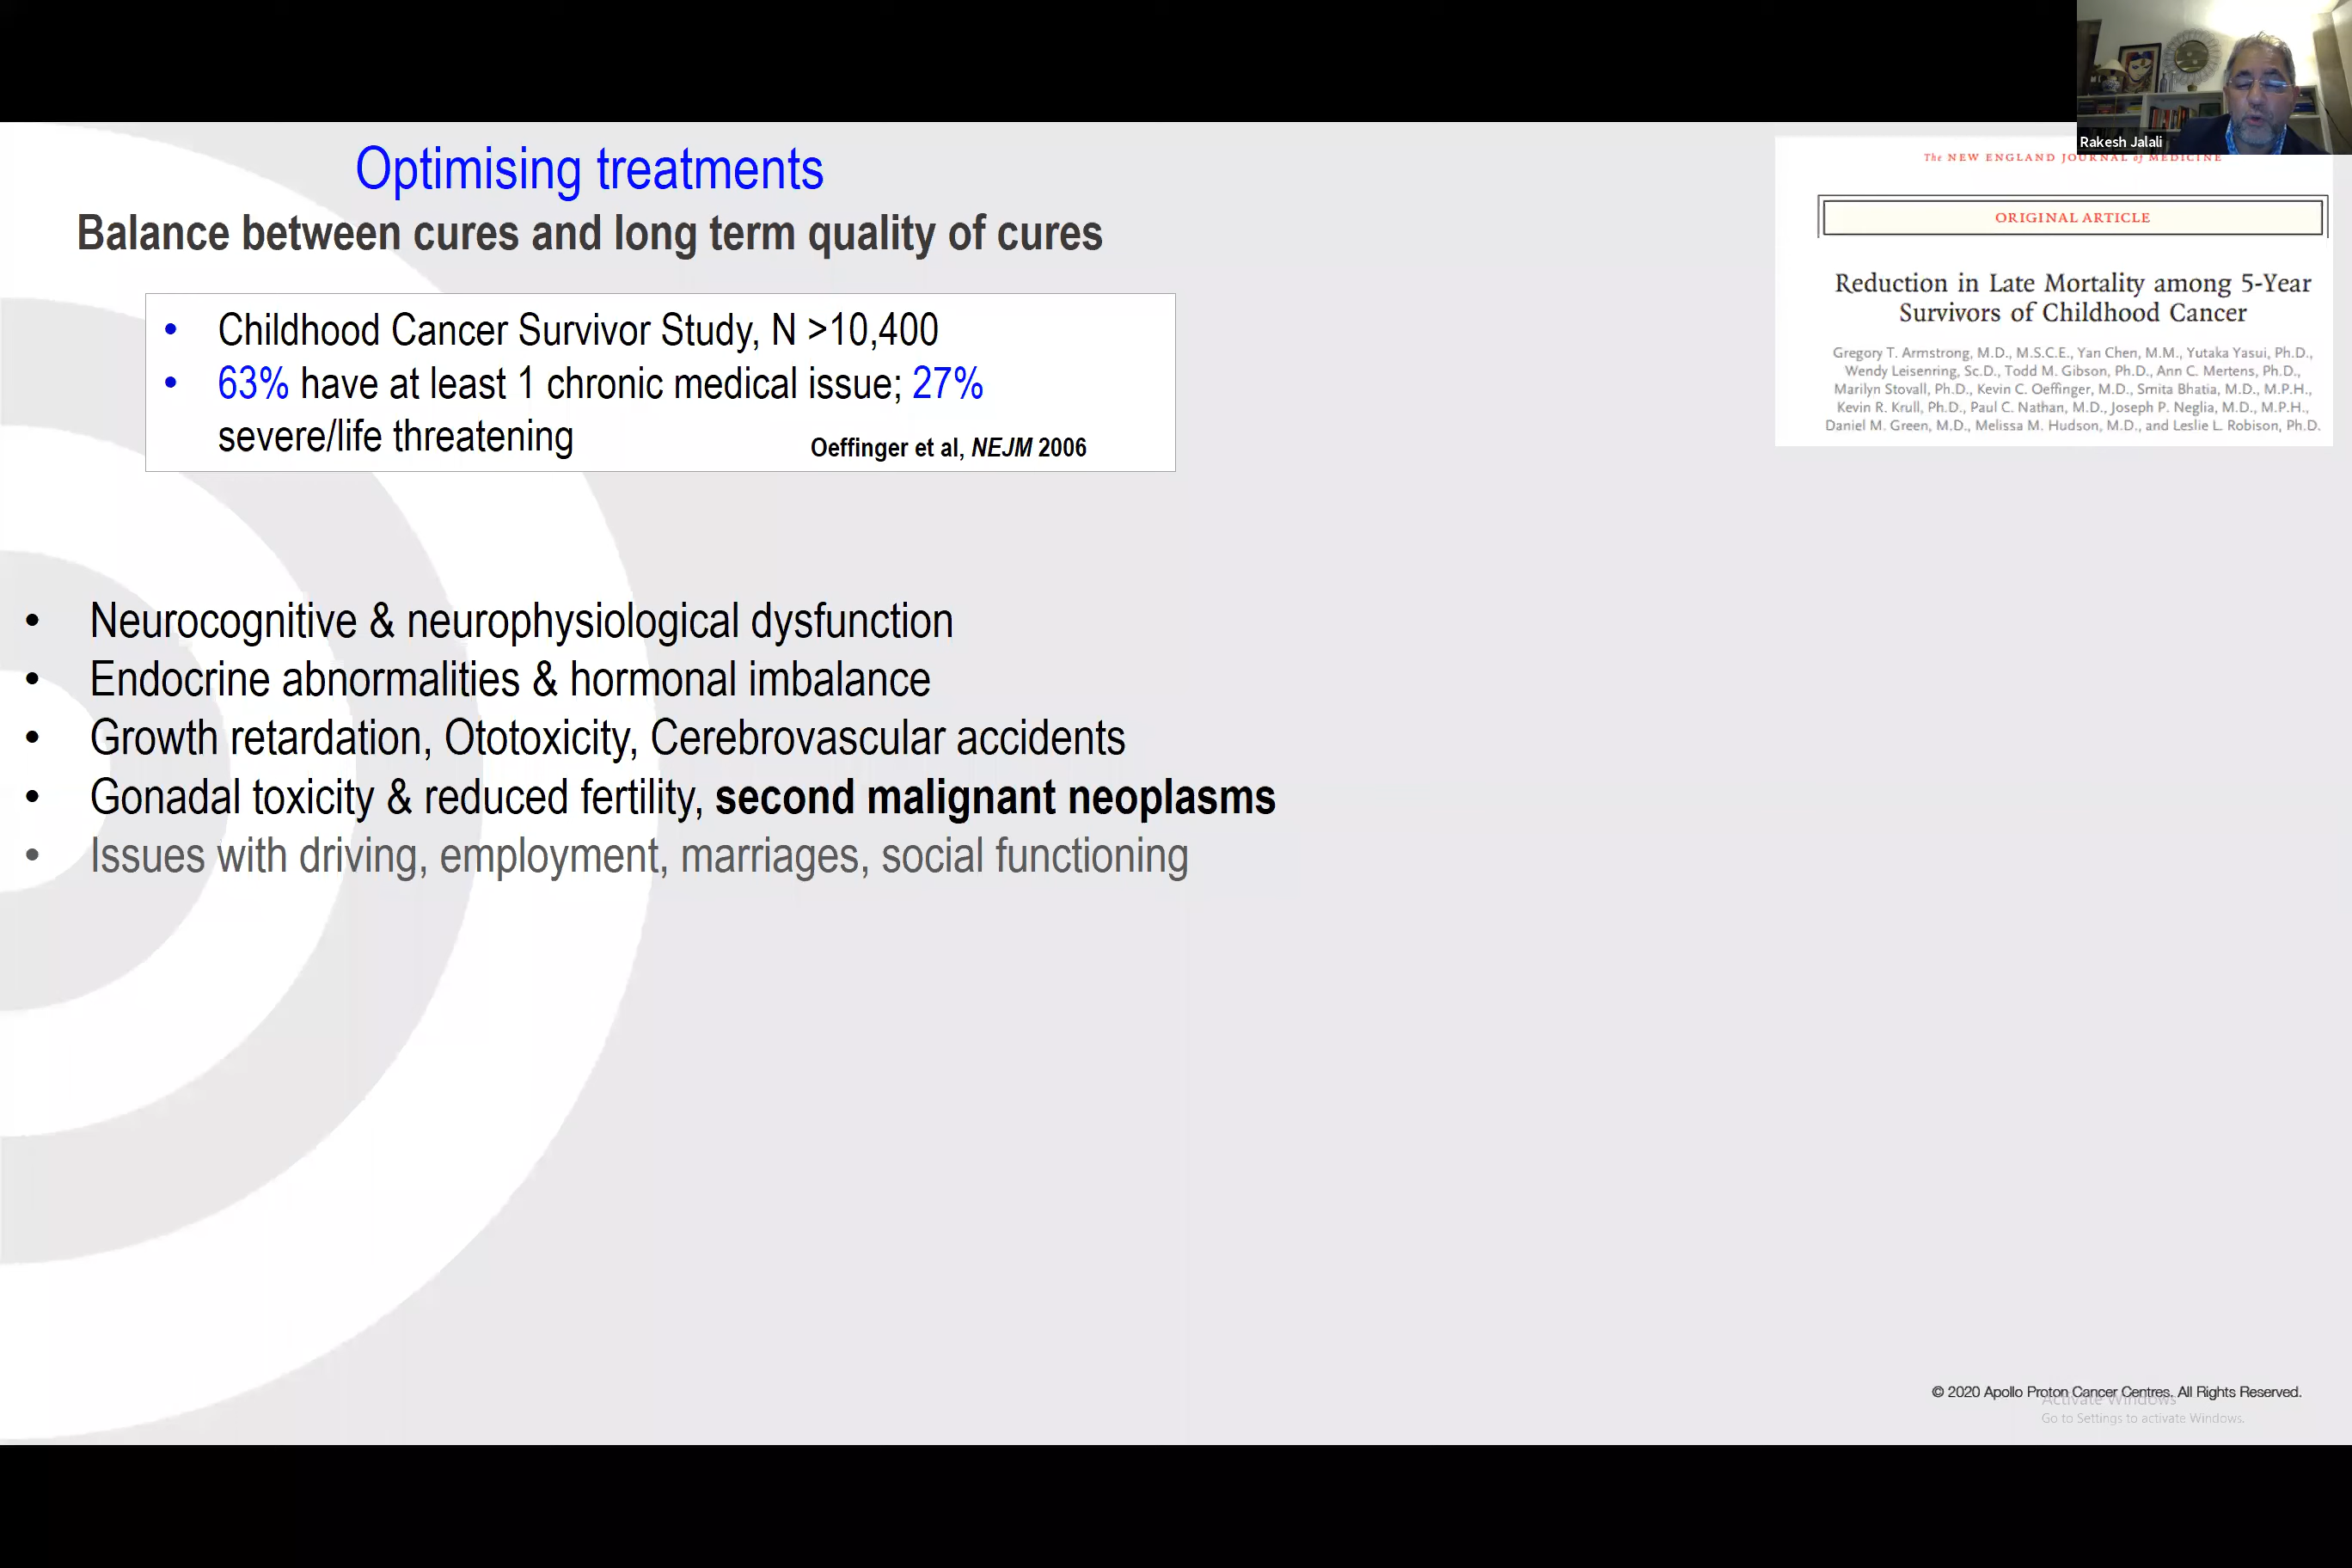 Rakesh Jalali
Optimising treatments
Balance between cures and long term quality of cures
• Childhood Cancer Survivor Study, N >10,400
• 63% have at least 1 chronic medical issue; 27%
severe/life threatening
Oeffinger et al, NEJM 2006
The NEW ENGLAND JOURNAL of MEDICINE
ORIGINAL ARTICLE
Reduction in Late Mortality among 5-Year
Survivors of Childhood Cancer
Gregory T. Armstrong, M.D., M.S.C.E., Yan Chen, M.M., Yutaka Yasui, Ph.D.,
Wendy Leisenring, Sc.D., Todd M. Gibson, Ph.D., Ann C. Mertens, Ph.D.,
Marilyn Stovall, Ph.D., Kevin C. Oeffinger, M.D., Smita Bhatia, M.D., M.P.H.,
Kevin R. Krull, Ph.D., Paul C. Nathan, M.D., Joseph P. Neglia, M.D., M.P.H.,
Daniel M. Green, M.D., Melissa M. Hudson, M.D., and Leslie L. Robison, Ph.D.
• Neurocognitive & neurophysiological dysfunction
• Endocrine abnormalities & hormonal imbalance
• Growth retardation, Ototoxicity, Cerebrovascular accidents
• Gonadal toxicity & reduced fertility, second malignant neoplasms
• Issues with driving, employment, marriages, social functioning
© 2020 Apollo Proton Cancer Centres. All Rights Reserved.
Activate Windows
Go to Settings to activate Windows.